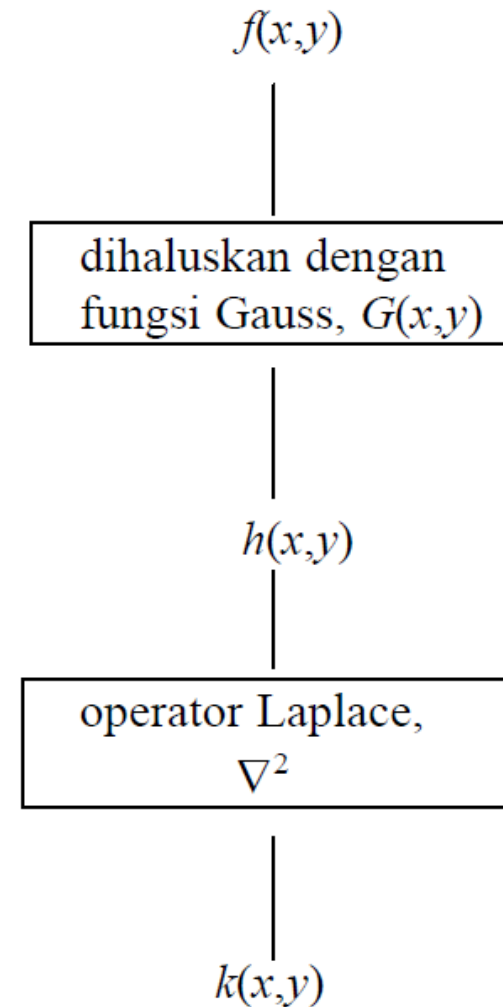 f(x,y)
dihaluskan dengan
fungsi Gauss, G(x,y)
h(x,y)
operator Laplace,
∇²
k(x,y)